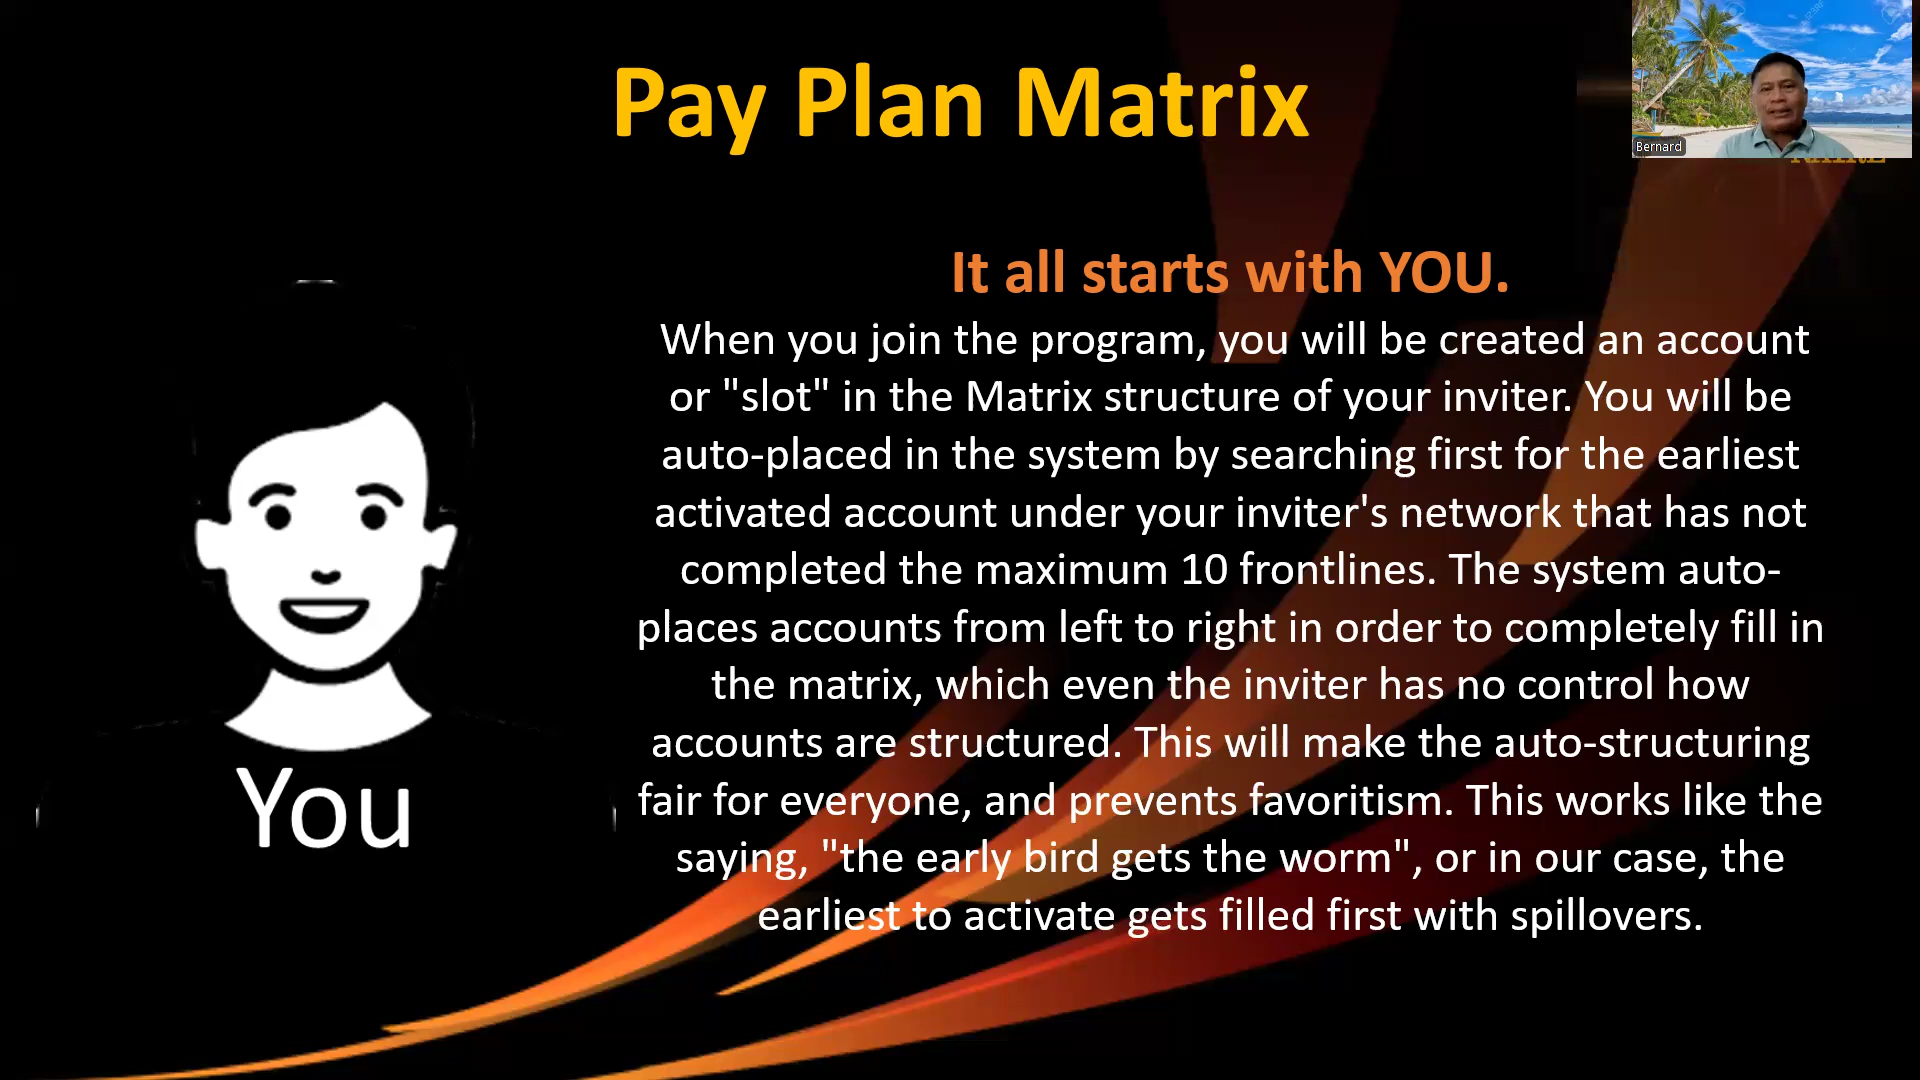 Pay Plan Matrix
Bernard
It all starts with YOU.
When you join the program, you will be created an account
or "slot" in the Matrix structure of your inviter. You will be
auto-placed in the system by searching first for the earliest
activated account under your inviter's network that has not
completed the maximum 10 frontlines. The system auto-
places accounts from left to right in order to completely fill in
the matrix, which even the inviter has no control how
accounts are structured. This will make the auto-structuring
fair for everyone, and prevents favoritism. This works like the
saying, "the early bird gets the worm", or in our case, the
earliest to activate gets filled first with spillovers.
You